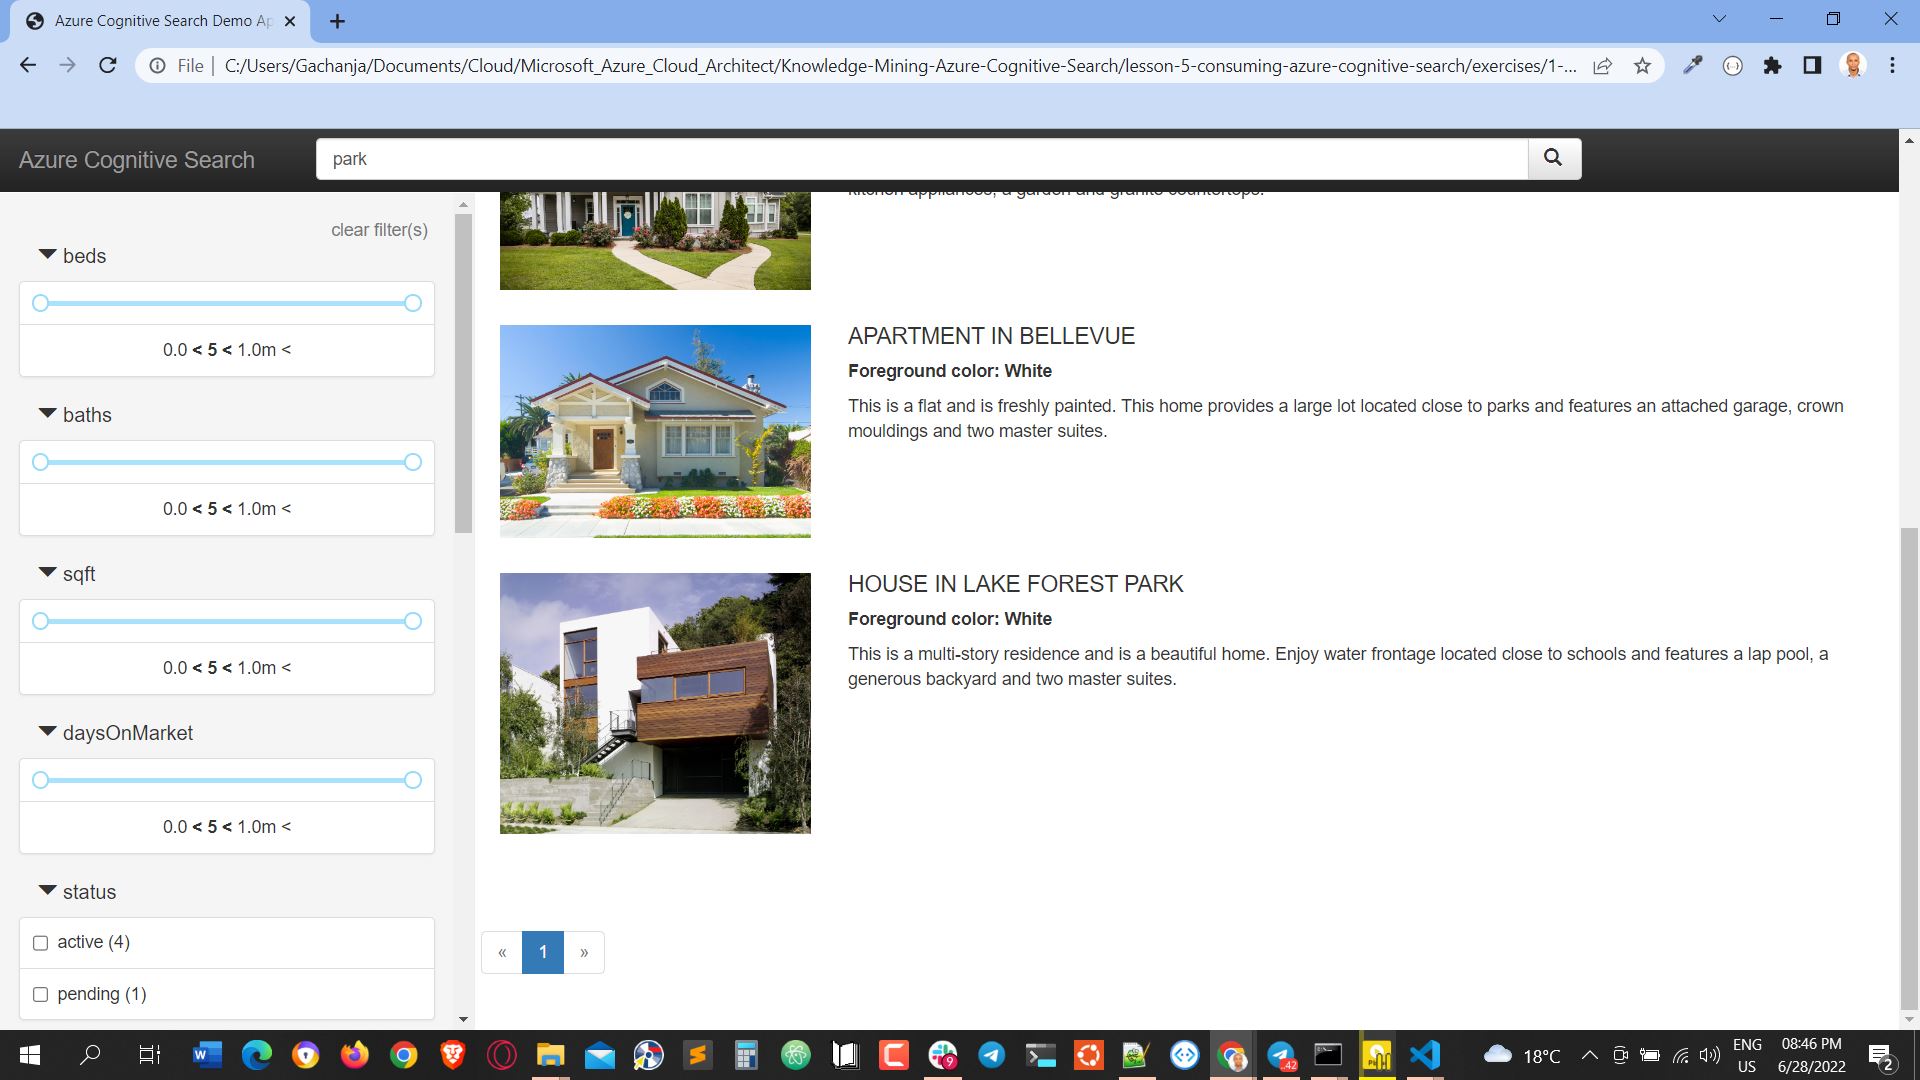 Azure Cognitive Search Demo Ap
File
C:/Users/Gachanja/Documents/Cloud/Microsoft_Azure_Cloud_Architect/Knowledge-Mining-Azure-Cognitive-Search/lesson-5-consuming-azure-cognitive-search/exercises/1-...
Azure Cognitive Search
park
kitchen appliances, a garden and granite countertops.
clear filter(s)
beds
0.0 < 5 < 1.0m <
baths
0.0 < 5 < 1.0m <
sqft
0.0 < 5 < 1.0m <
daysOnMarket
0.0 < 5 < 1.0m <
status
active (4)
pending (1)
APARTMENT IN BELLEVUE
Foreground color: White
This is a flat and is freshly painted. This home provides a large lot located close to parks and features an attached garage, crown
mouldings and two master suites.
HOUSE IN LAKE FOREST PARK
Foreground color: White
This is a multi-story residence and is a beautiful home. Enjoy water frontage located close to schools and features a lap pool, a
generous backyard and two master suites.
« 1 »
18°C
ENG
US
08:46 PM
6/28/2022
2